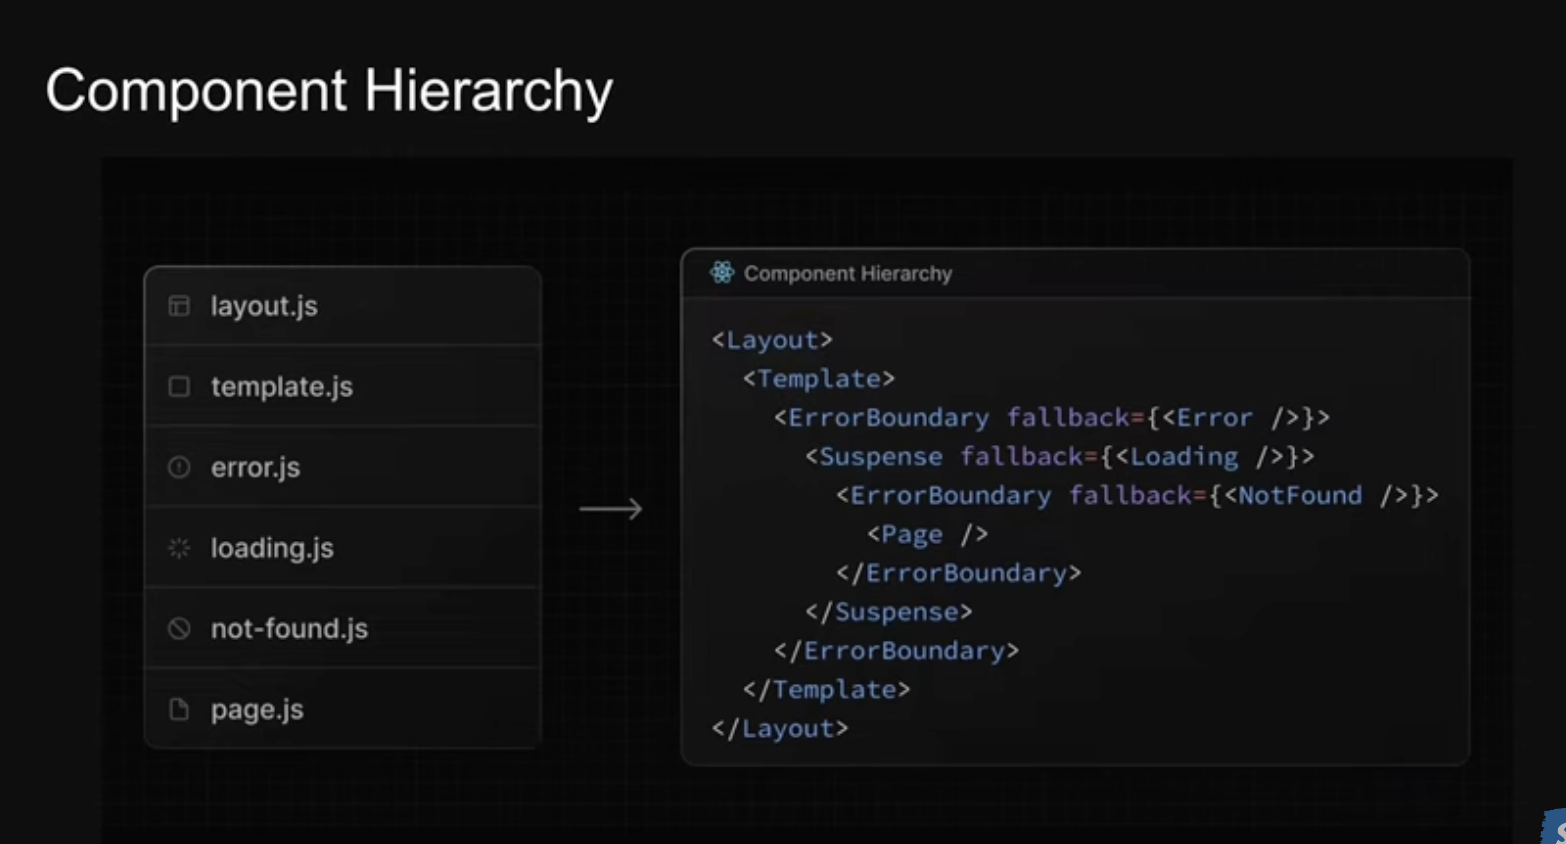 Component Hierarchy
layout.js
template.js
error.js
loading.js
not-found.js
page.js
Component Hierarchy
<Layout>
<Template>
<ErrorBoundary fallback={<Error />}>
<Suspense fallback={<Loading />}>
<ErrorBoundary fallback={<NotFound />}>
<Page />
</ErrorBoundary>
</Suspense>
</ErrorBoundary>
</Template>
</Layout>